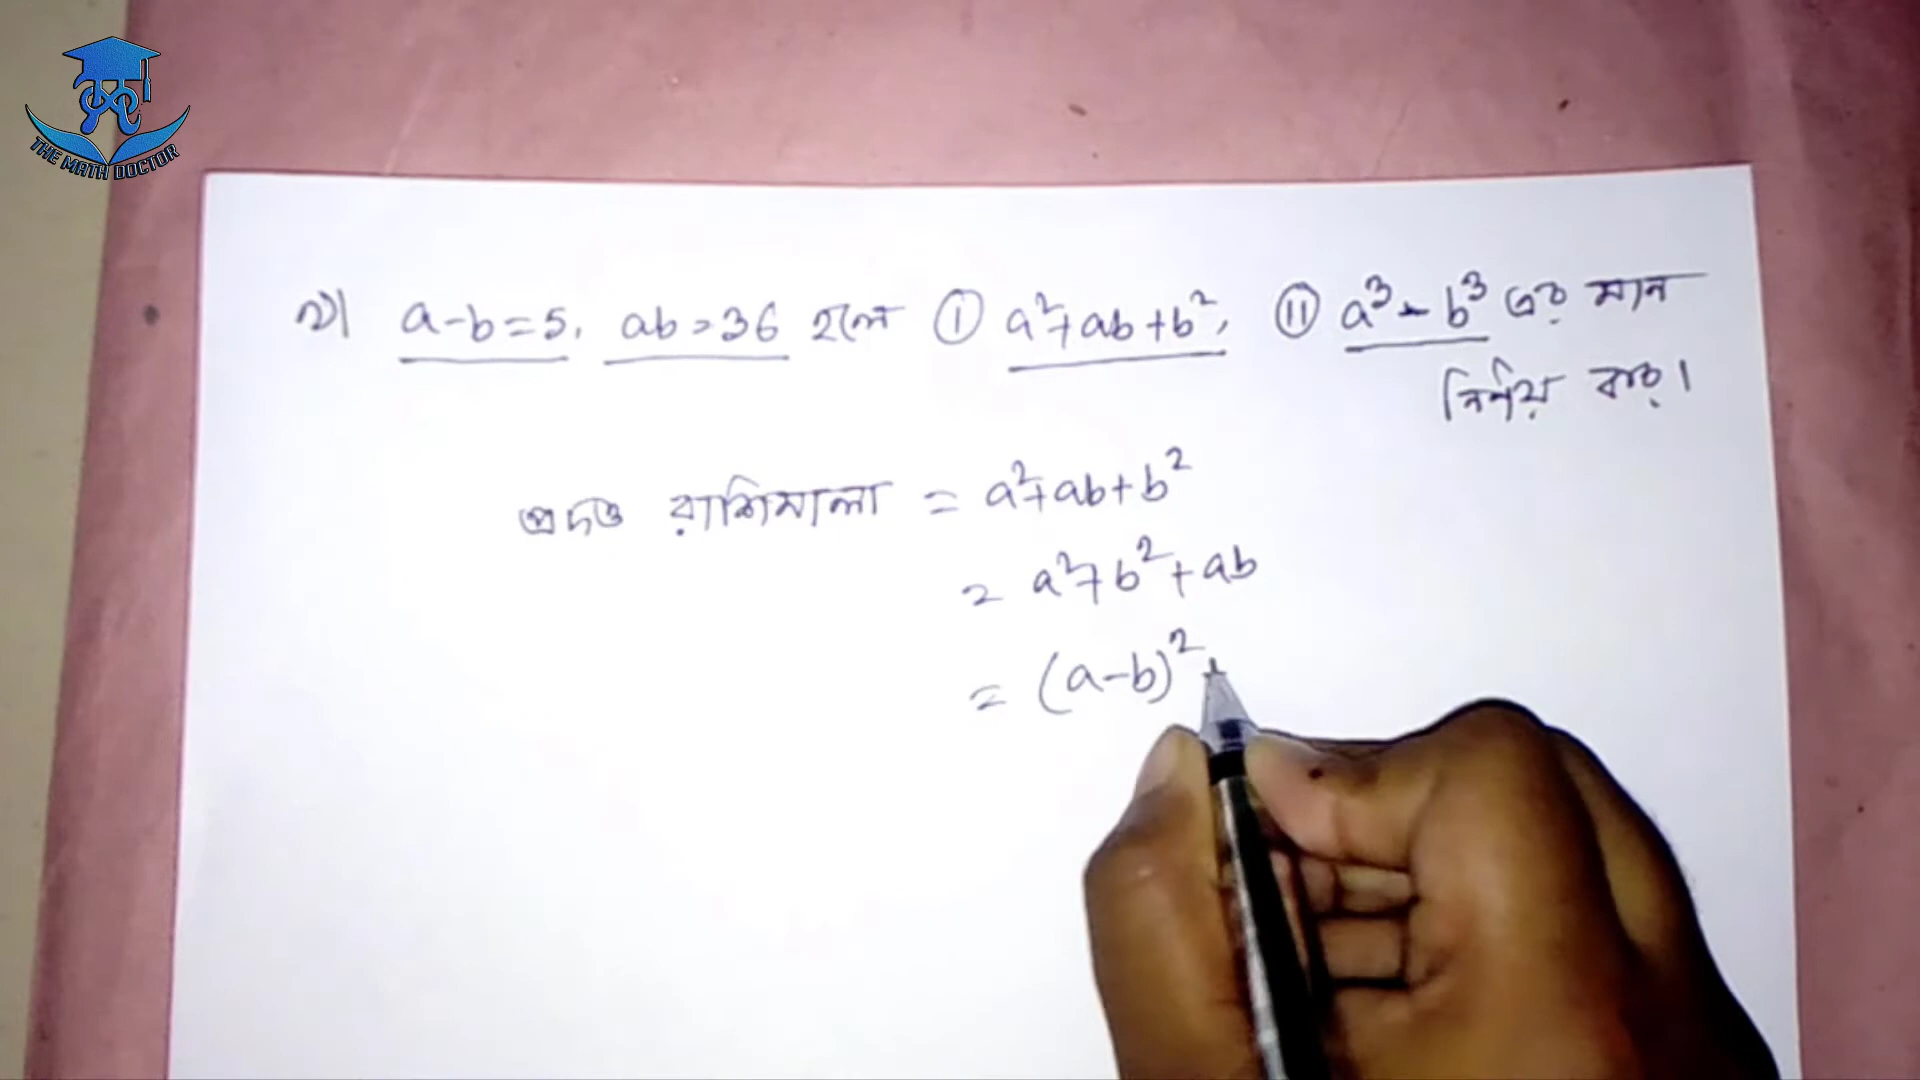 THE MATH DOCTOR
১) a-b=5, ab=36 হলে (i) a²+ab+b², (ii) a³-b³ এর মান
নির্ণয় কর।
প্রদত্ত রাশিমালা = a²+ab+b²
= a²+b²+ab
= (a-b)²+